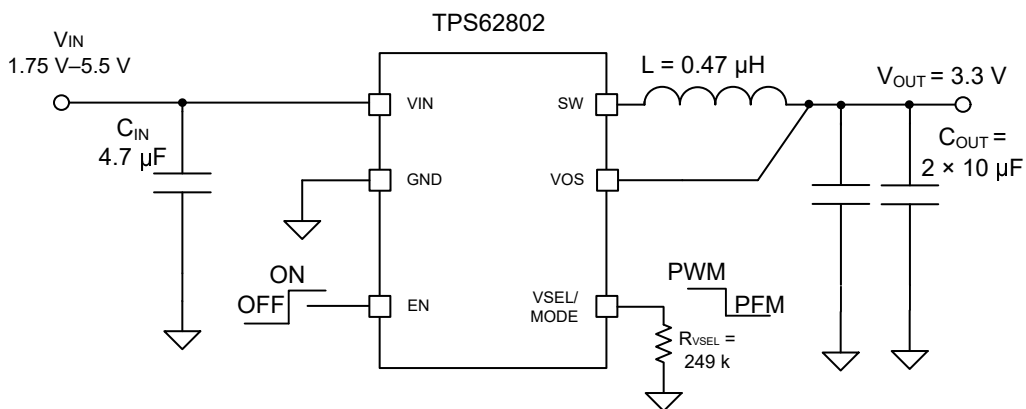 TPS62802
VIN
1.75 V–5.5 V
L = 0.47 µH
VOUT = 3.3 V
VIN
SW
CIN
4.7 µF
COUT =
2 × 10 µF
GND
VOS
ON
OFF
EN
VSEL/
MODE
PWM
PFM
RVSEL =
249 k